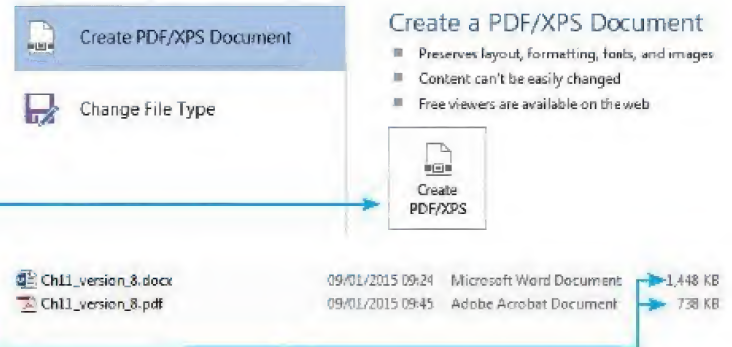 Create PDF/XPS Document
Change File Type
Create a PDF/XPS Document
Preserves layout, formatting, fonts, and images
Content can't be easily changed
Free viewers are available on the web
Create
PDF/XPS
Ch11_version_8.docx 09/01/2015 09:24 Microsoft Word Document 1,448 KB
Ch11_version_8.pdf 09/01/2015 09:45 Adobe Acrobat Document 738 KB